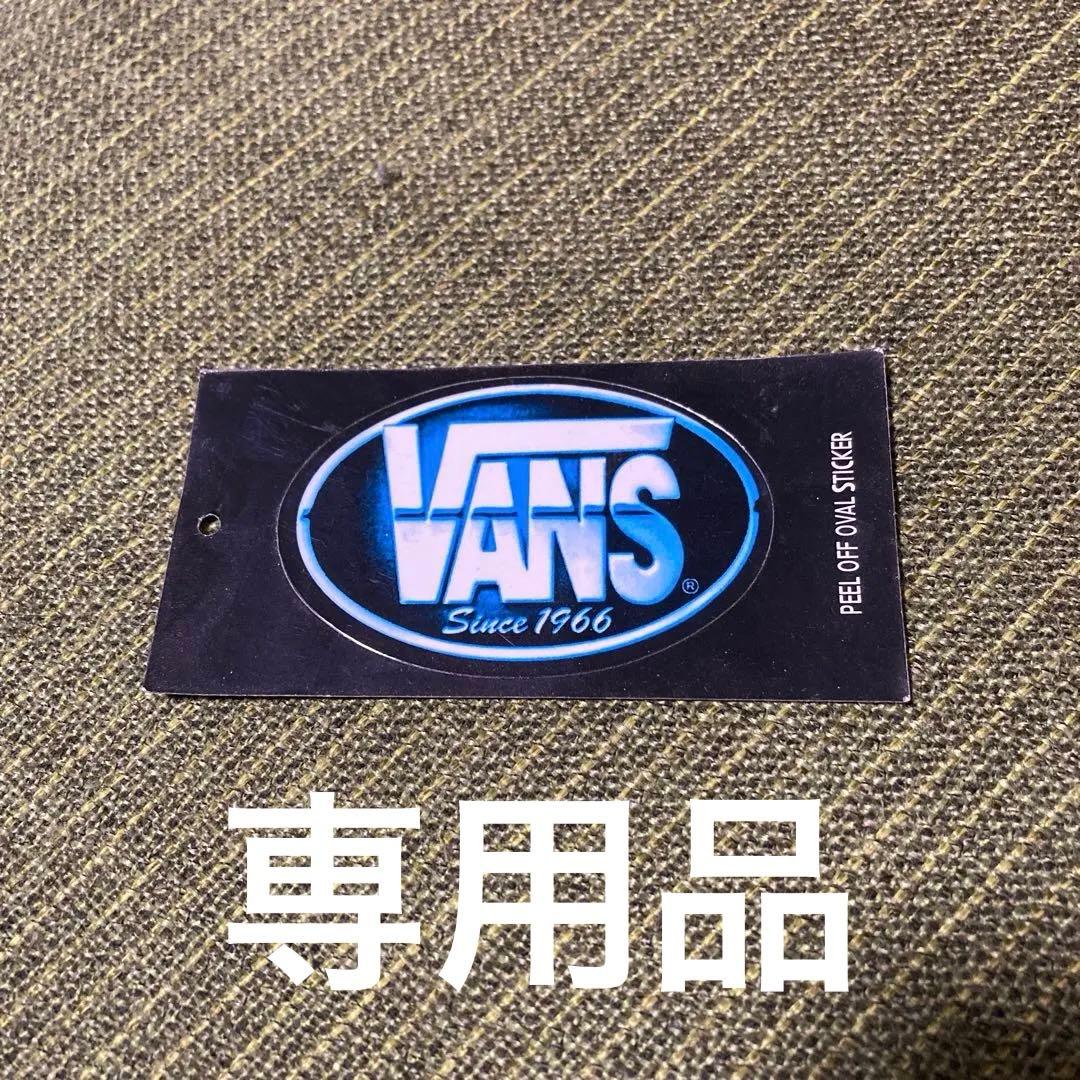 VANS
®
Since 1966
PEEL OFF OVAL STICKER
専用品